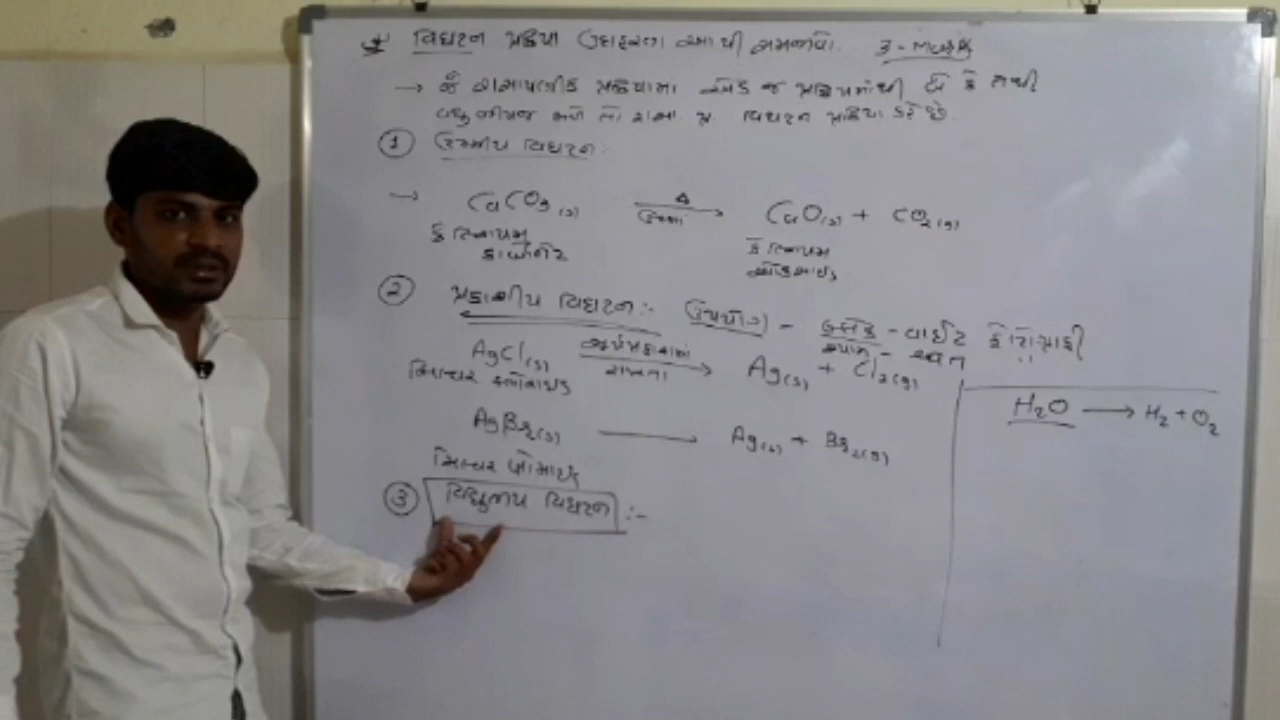 * વિઘટન પ્રક્રિયા ઉદાહરણ આપી સમજાવો. 3-માર્ક્સ
→ જે રાસાયણીક પ્રક્રિયામાં એક જ પ્રક્રિયકમાંથી બે કે તેથી
વધુ નીપજ મળે તો રાસા. પ્ર. વિઘટન પ્રક્રિયા કહે છે.
① ઉષ્મીય વિઘટન:
→ CaCO3(s) —Δ→ CaO(s) + CO2(g)
ઉષ્મા
કેલ્શિયમ કાર્બોનેટ
કેલ્શિયમ ઓકસાઇડ
② પ્રકાશીય વિઘટન:- ઉપયોગ - બ્લેક - વાઇટ ફોટોગ્રાફી
શ્યામ - શ્વેત
AgCl(s) → Ag(s) + Cl2(g)
સૂર્યપ્રકાશમાં રાખતા
સિલ્વર ક્લોરાઇડ
AgBr(s) → Ag(s) + Br2(g)
સિલ્વર બ્રોમાઇડ
③ વિદ્યુતીય વિઘટન :-
H2O → H2 + O2